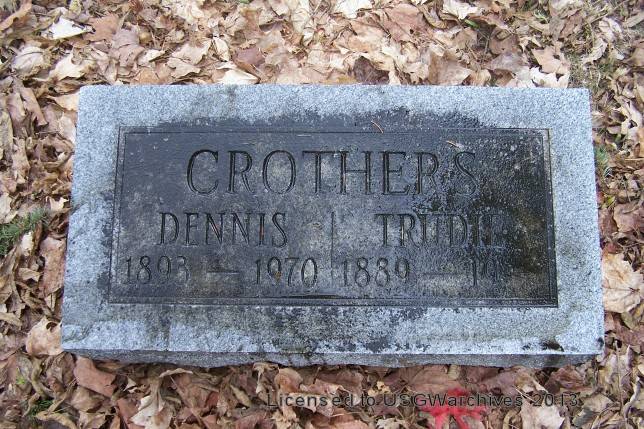 CROTHERS
DENNIS TRUDIE
1893 — 1970 1889 —
Licensed to USGWarchives 2013